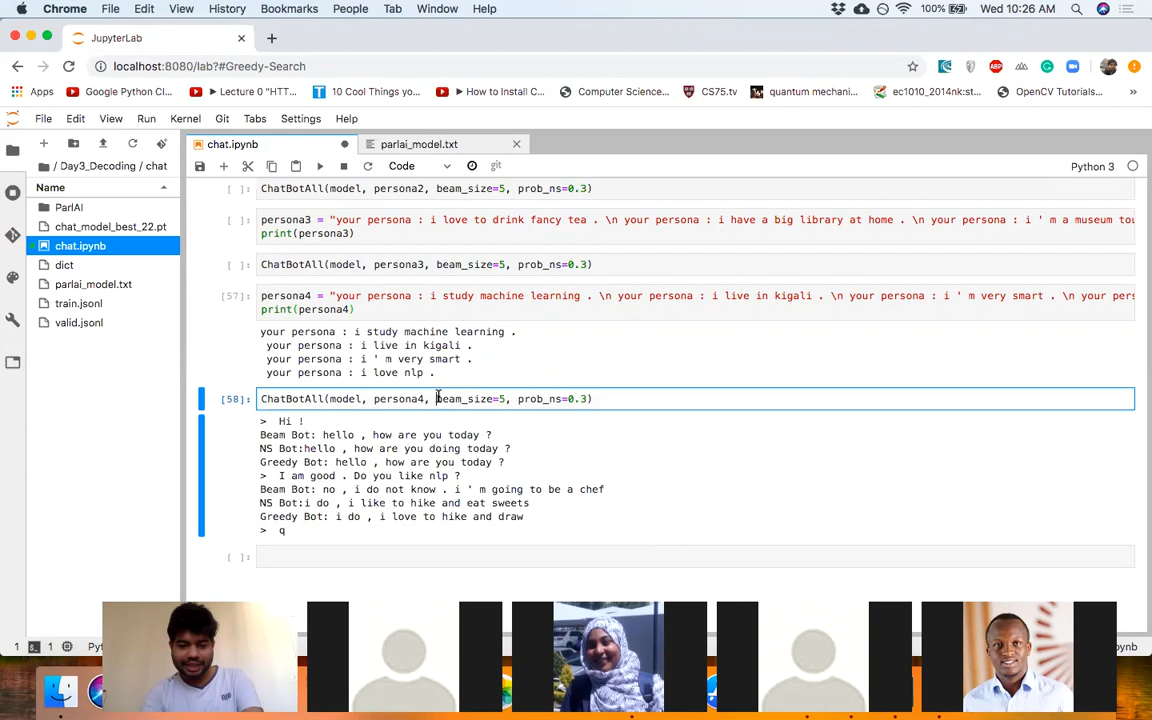 Chrome File Edit View History Bookmarks People Tab Window Help 100% Wed 10:26 AM
JupyterLab
localhost:8080/lab?#Greedy-Search
Apps Google Python Cl... ▶ Lecture 0 "HTT... 10 Cool Things yo... ▶ How to Install C... Computer Science... CS75.tv quantum mechani... ec1010_2014nk:st... OpenCV Tutorials...
File Edit View Run Kernel Git Tabs Settings Help
chat.ipynb parlai_model.txt
Code git Python 3
/ Day3_Decoding / chat
Name
ParlAI
chat_model_best_22.pt
chat.ipynb
dict
parlai_model.txt
train.jsonl
valid.jsonl
[ ]: ChatBotAll(model, persona2, beam_size=5, prob_ns=0.3)
[ ]: persona3 = "your persona : i love to drink fancy tea . \n your persona : i have a big library at home . \n your persona : i ' m a museum tou
print(persona3)
[ ]: ChatBotAll(model, persona3, beam_size=5, prob_ns=0.3)
[57]: persona4 = "your persona : i study machine learning . \n your persona : i live in kigali . \n your persona : i ' m very smart . \n your pers
print(persona4)
your persona : i study machine learning .
your persona : i live in kigali .
your persona : i ' m very smart .
your persona : i love nlp .
[58]: ChatBotAll(model, persona4, beam_size=5, prob_ns=0.3)
> Hi !
Beam Bot: hello , how are you today ?
NS Bot:hello , how are you doing today ?
Greedy Bot: hello , how are you today ?
> I am good . Do you like nlp ?
Beam Bot: no , i do not know . i ' m going to be a chef
NS Bot:i do , i like to hike and eat sweets
Greedy Bot: i do , i love to hike and draw
> q
[ ]:
1 1 Py
ynb